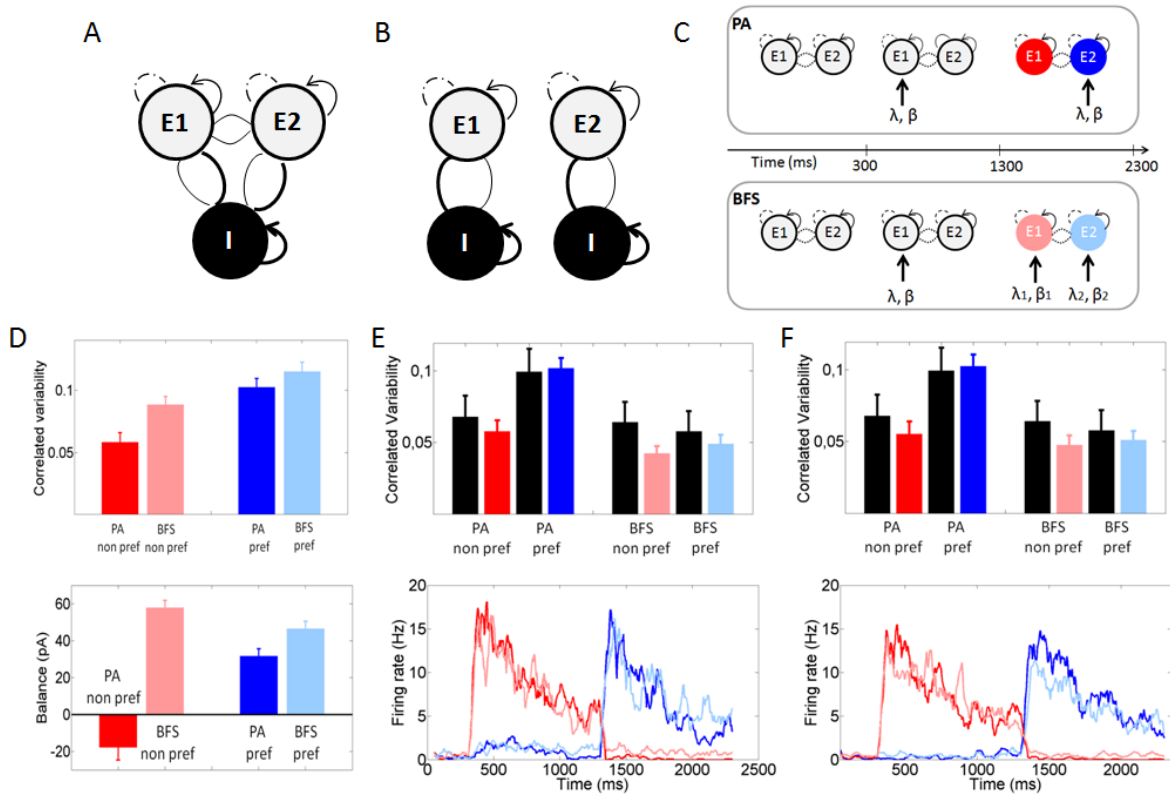 A
E1
E2
I
B
E1
E2
I
I
C
PA
E1
E2
E1
E2
E1
E2
λ, β
λ, β
Time (ms)
300
1300
2300
BFS
E1
E2
E1
E2
E1
E2
λ, β
λ1, β1
λ2, β2
D
Correlated variability
0.1
0.05
PA
non pref
BFS
non pref
PA
pref
BFS
pref
Balance (pA)
60
40
20
0
-20
PA
non pref
BFS
non pref
PA
pref
BFS
pref
E
Correlated Variability
0,1
0,05
PA
non pref
PA
pref
BFS
non pref
BFS
pref
Firing rate (Hz)
20
15
10
5
0
0
500
1000
1500
2000
2500
Time (ms)
F
Correlated Variability
0,1
0,05
PA
non pref
PA
pref
BFS
non pref
BFS
pref
Firing rate (Hz)
20
15
10
5
0
500
1000
1500
2000
Time (ms)